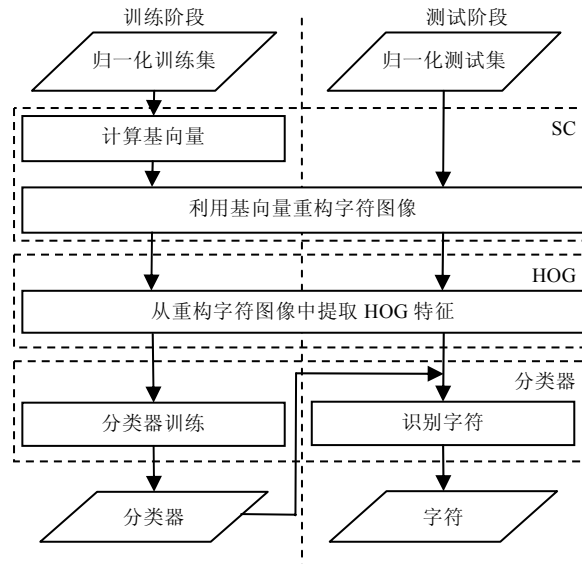 训练阶段
测试阶段
归一化训练集
归一化测试集
SC
计算基向量
利用基向量重构字符图像
HOG
从重构字符图像中提取 HOG 特征
分类器
分类器训练
识别字符
分类器
字符